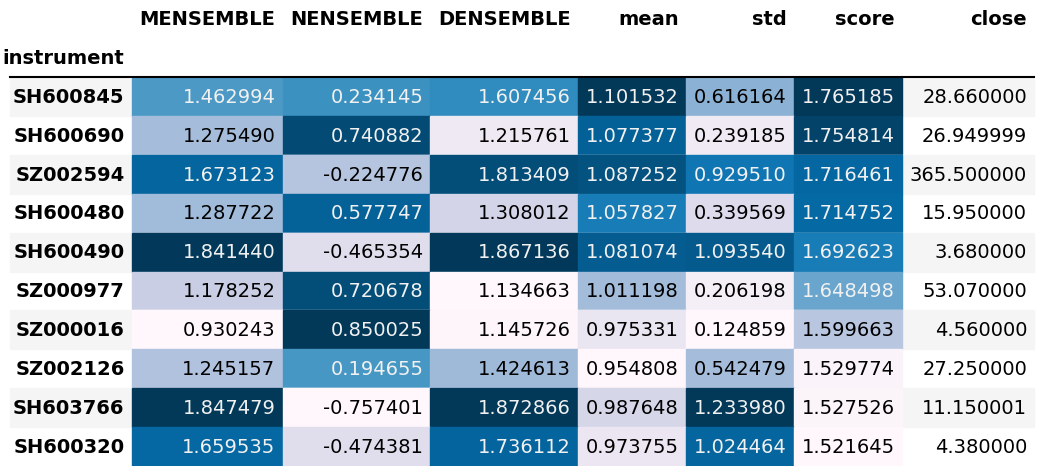 MENSEMBLE NENSEMBLE DENSEMBLE mean std score close
instrument
SH600845 1.462994 0.234145 1.607456 1.101532 0.616164 1.765185 28.660000
SH600690 1.275490 0.740882 1.215761 1.077377 0.239185 1.754814 26.949999
SZ002594 1.673123 -0.224776 1.813409 1.087252 0.929510 1.716461 365.500000
SH600480 1.287722 0.577747 1.308012 1.057827 0.339569 1.714752 15.950000
SH600490 1.841440 -0.465354 1.867136 1.081074 1.093540 1.692623 3.680000
SZ000977 1.178252 0.720678 1.134663 1.011198 0.206198 1.648498 53.070000
SZ000016 0.930243 0.850025 1.145726 0.975331 0.124859 1.599663 4.560000
SZ002126 1.245157 0.194655 1.424613 0.954808 0.542479 1.529774 27.250000
SH603766 1.847479 -0.757401 1.872866 0.987648 1.233980 1.527526 11.150001
SH600320 1.659535 -0.474381 1.736112 0.973755 1.024464 1.521645 4.380000